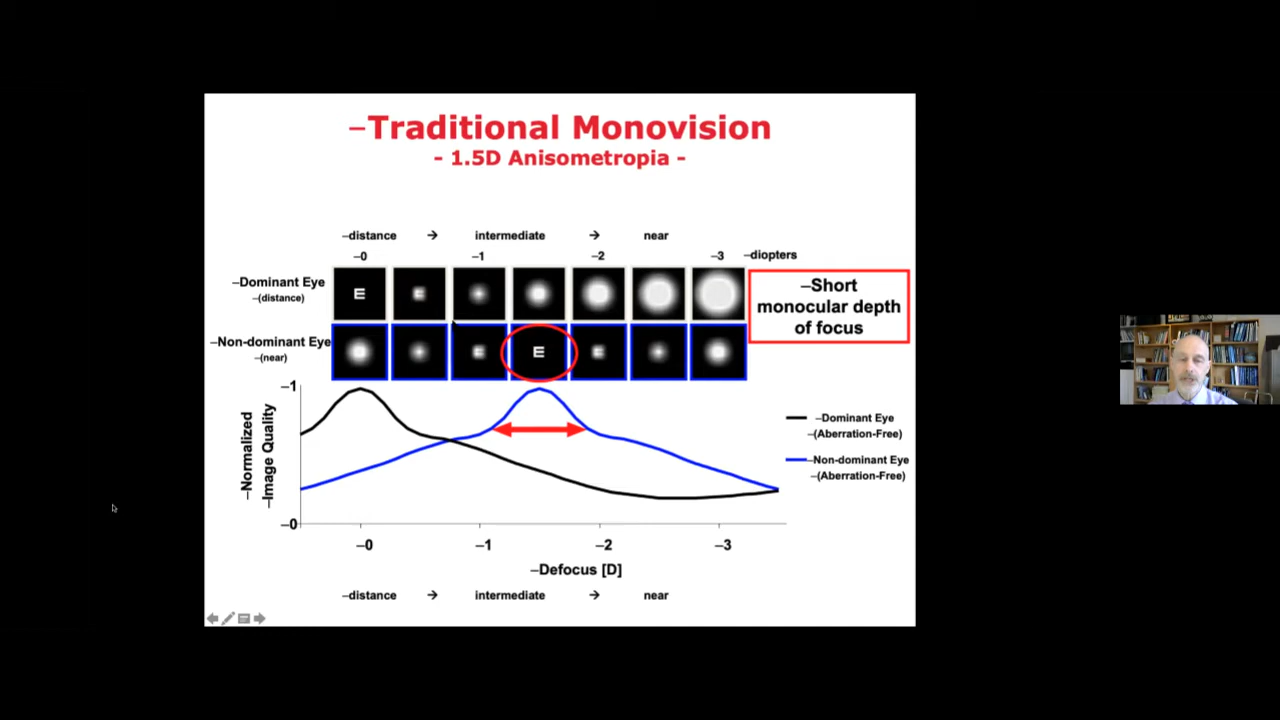 –Traditional Monovision
- 1.5D Anisometropia -
–distance → intermediate → near
–0 –1 –2 –3 –diopters
–Dominant Eye
–(distance)
E E
–Short
monocular depth
of focus
–Non-dominant Eye
–(near)
E E E
–1
–Normalized
–Image Quality
–0
–Dominant Eye
–(Aberration-Free)
–Non-dominant Eye
–(Aberration-Free)
–0 –1 –2 –3
–Defocus [D]
–distance → intermediate → near